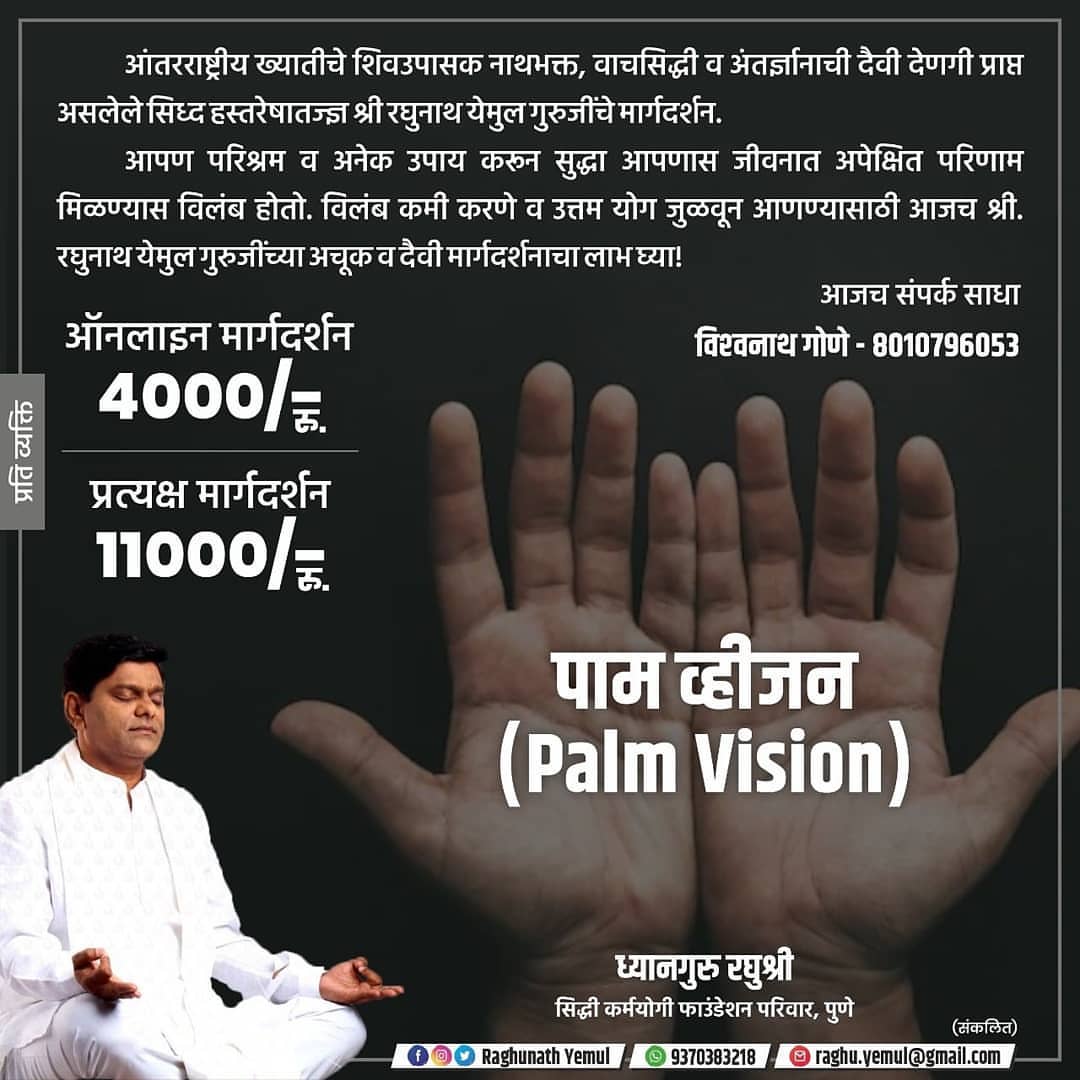 आंतरराष्ट्रीय ख्यातीचे शिवउपासक नाथभक्त, वाचसिद्धी व अंतर्ज्ञानाची दैवी देणगी प्राप्त
असलेले सिध्द हस्तरेषातज्ज्ञ श्री रघुनाथ येमुल गुरुजींचे मार्गदर्शन.
आपण परिश्रम व अनेक उपाय करून सुद्धा आपणास जीवनात अपेक्षित परिणाम
मिळण्यास विलंब होतो. विलंब कमी करणे व उत्तम योग जुळवून आणण्यासाठी आजच श्री.
रघुनाथ येमुल गुरुजींच्या अचूक व दैवी मार्गदर्शनाचा लाभ घ्या!
आजच संपर्क साधा
विश्वनाथ गोणे - 8010796053
ऑनलाइन मार्गदर्शन
4000/- रु.
प्रति व्यक्ति
प्रत्यक्ष मार्गदर्शन
11000/- रु.
पाम व्हीजन
(Palm Vision)
ध्यानगुरु रघुश्री
सिद्धी कर्मयोगी फाउंडेशन परिवार, पुणे
(संकलित)
Raghunath Yemul 9370383218 raghu.yemul@gmail.com